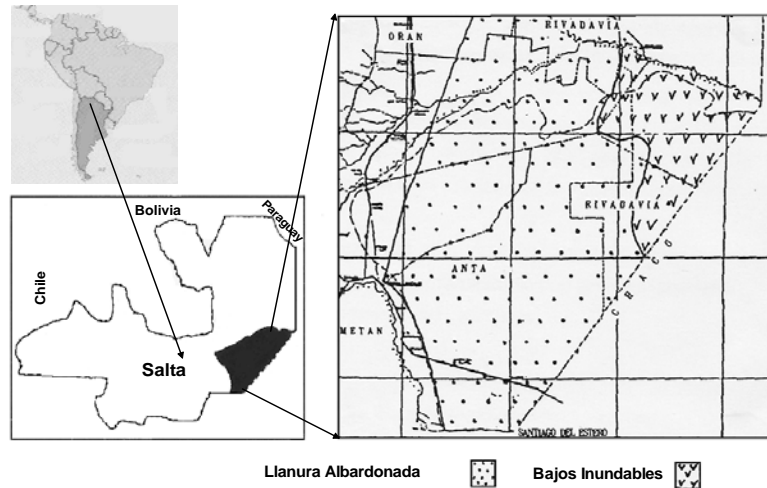 Bolivia
Paraguay
Chile
Salta
ORAN
RIVADAVIA
RIVADAVIA
ANTA
METAN
CHACO
SANTIAGO DEL ESTERO
Llanura Albardonada
Bajos Inundables